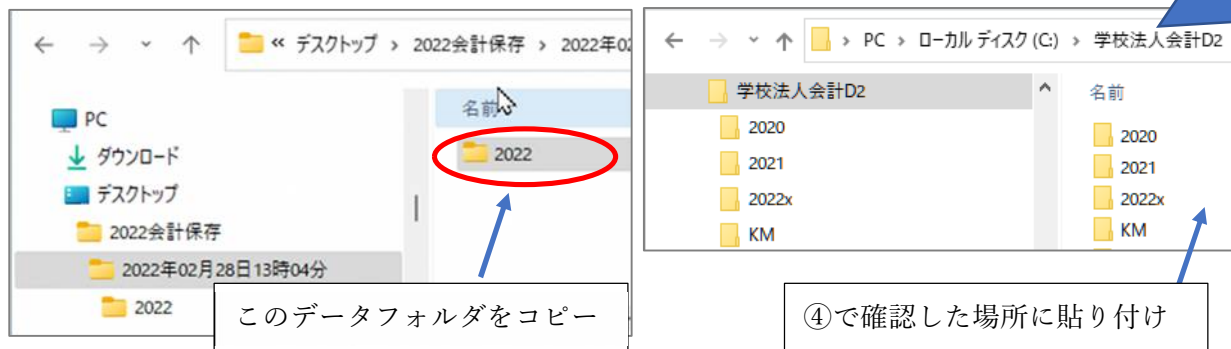 « デスクトップ › 2022会計保存 › 2022年02
PC
ダウンロード
デスクトップ
2022会計保存
2022年02月28日13時04分
2022
名前
2022
このデータフォルダをコピー
› PC › ローカル ディスク (C:) › 学校法人会計D2
学校法人会計D2
2020
2021
2022x
KM
名前
2020
2021
2022x
KM
④で確認した場所に貼り付け